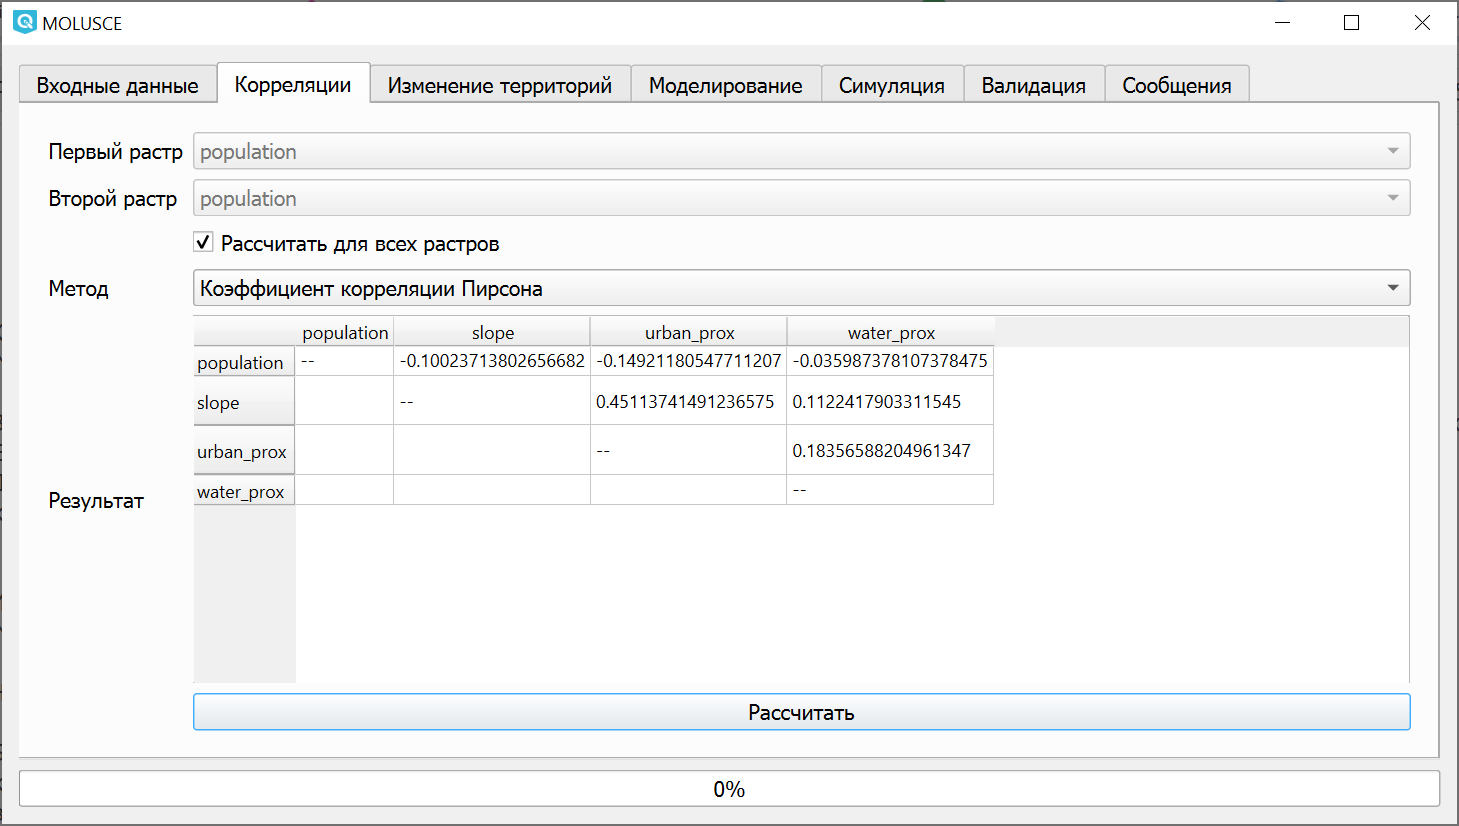 MOLUSCE
Входные данные Корреляции Изменение территорий Моделирование Симуляция Валидация Сообщения
Первый растр population
Второй растр population
Рассчитать для всех растров
Метод Коэффициент корреляции Пирсона
population slope urban_prox water_prox
population -- -0.10023713802656682 -0.14921180547711207 -0.035987378107378475
slope -- 0.45113741491236575 0.1122417903311545
urban_prox -- 0.18356588204961347
water_prox --
Результат
Рассчитать
0%